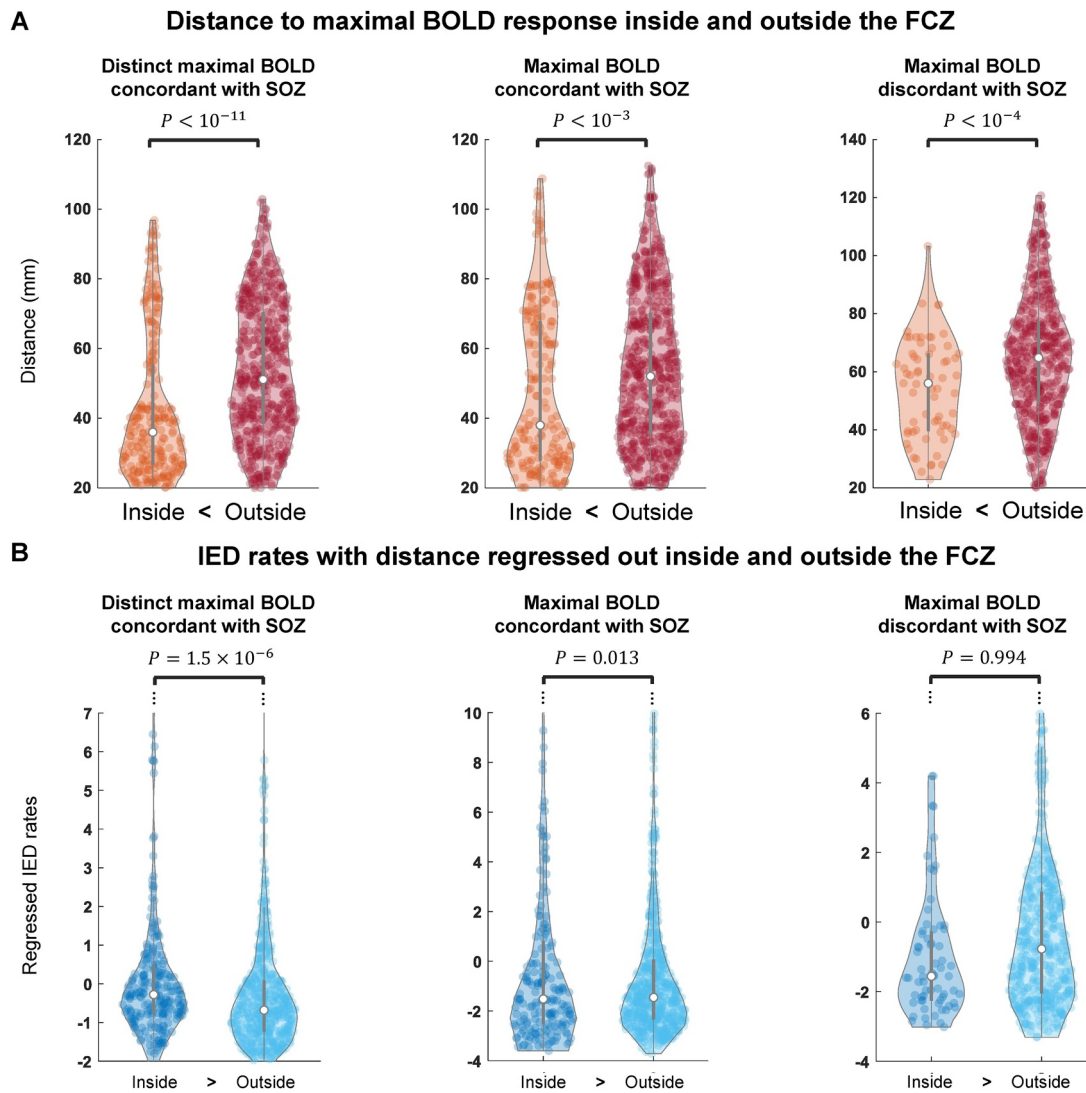 A
Distance to maximal BOLD response inside and outside the FCZ
Distinct maximal BOLD
concordant with SOZ
P < 10⁻¹¹
Maximal BOLD
concordant with SOZ
P < 10⁻³
Maximal BOLD
discordant with SOZ
P < 10⁻⁴
Distance (mm)
120
100
80
60
40
20
Inside < Outside
120
100
80
60
40
20
Inside < Outside
140
120
100
80
60
40
20
Inside < Outside
B
IED rates with distance regressed out inside and outside the FCZ
Distinct maximal BOLD
concordant with SOZ
P = 1.5 × 10⁻⁶
Maximal BOLD
concordant with SOZ
P = 0.013
Maximal BOLD
discordant with SOZ
P = 0.994
Regressed IED rates
7
6
5
4
3
2
1
0
-1
-2
Inside > Outside
10
8
6
4
2
0
-2
-4
Inside > Outside
6
4
2
0
-2
-4
Inside > Outside